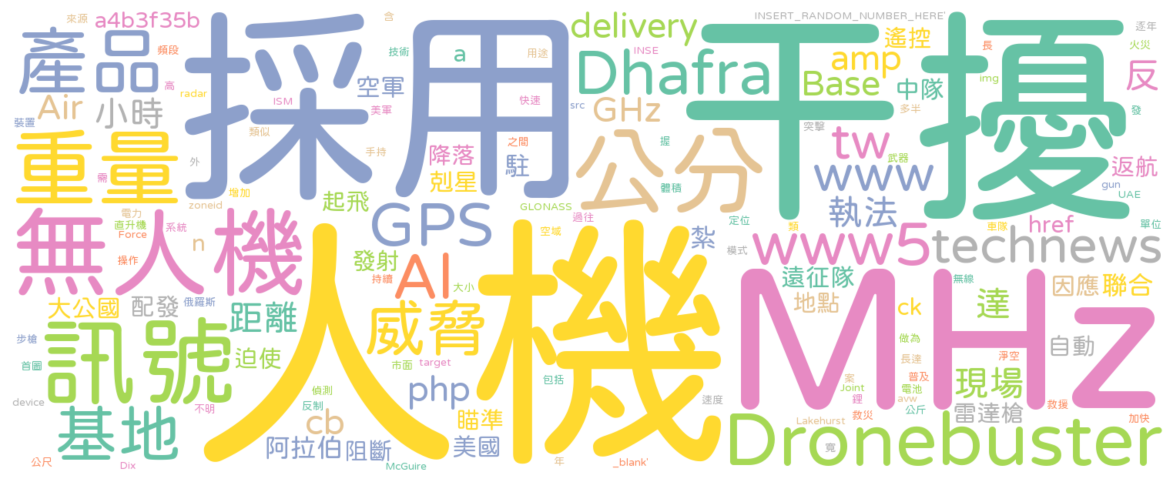 來源
a4b3f35b
含
delivery
INSERT_RANDOM_NUMBER_HERE'
逐年
產品
頻段
採用
技術
a
用途
INSE
干擾
遙控
長
火災
高
Dhafra
amp
反
radar
空軍
Base
中隊
img
Air
小時
ISM
美軍
快速
src
GHz
多半
發
裝置
類似
之間
公分
突擊
tw
重量
手持
降落
握
武器
返航
外
剋星
駐
www
gun
需
增加
體積
UAE
zoneid
起飛
GLONASS
執法
電力
無人機
直升機
過往
定位
href
Force
系統
GPS
空域
類
車隊
單位
n
人機
紮
模式
www5
technews
操作
發射
持續
AI
大小
遠征隊
無線
因應
聯合
大公國
配發
俄羅斯
距離
威脅
地點
MHz
達
步槍
訊號
ck
做為
自動
首圖
迫使
市面
target
長達
淨空
包括
案
普及
現場
php
Joint
電池
device
偵測
速度
鋰
avw
不明
反制
瞄準
救災
公斤
雷達槍
救援
基地
cb
Lakehurst
加快
阿拉伯
阻斷
美國
Dronebuster
寬
公尺
Dix
McGuire
年
_blank'